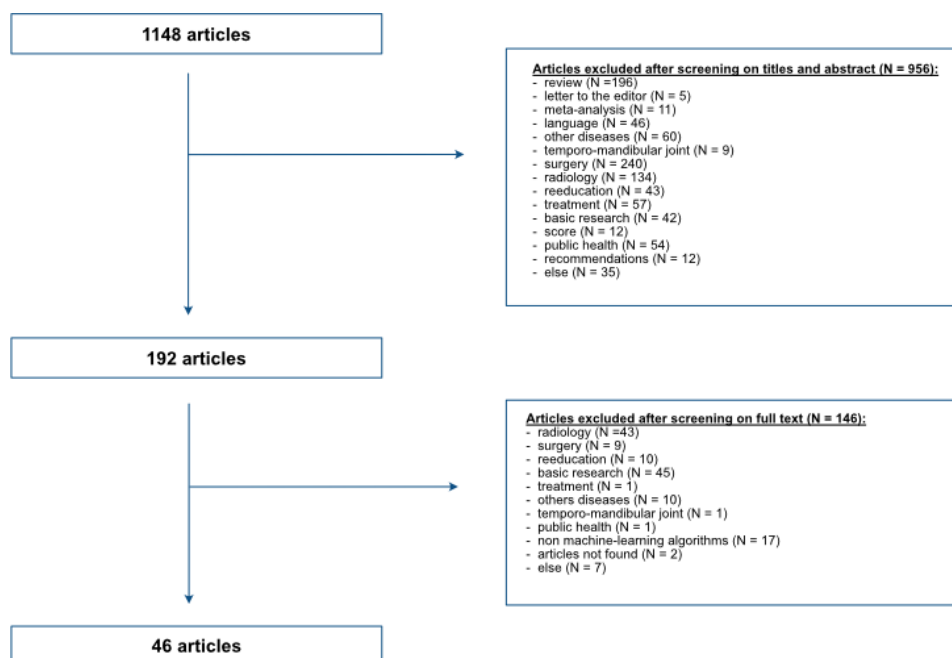 1148 articles
Articles excluded after screening on titles and abstract (N = 956):
- review (N =196)
- letter to the editor (N = 5)
- meta-analysis (N = 11)
- language (N = 46)
- other diseases (N = 60)
- temporo-mandibular joint (N = 9)
- surgery (N = 240)
- radiology (N = 134)
- reeducation (N = 43)
- treatment (N = 57)
- basic research (N = 42)
- score (N = 12)
- public health (N = 54)
- recommendations (N = 12)
- else (N = 35)
192 articles
Articles excluded after screening on full text (N = 146):
- radiology (N =43)
- surgery (N = 9)
- reeducation (N = 10)
- basic research (N = 45)
- treatment (N = 1)
- others diseases (N = 10)
- temporo-mandibular joint (N = 1)
- public health (N = 1)
- non machine-learning algorithms (N = 17)
- articles not found (N = 2)
- else (N = 7)
46 articles